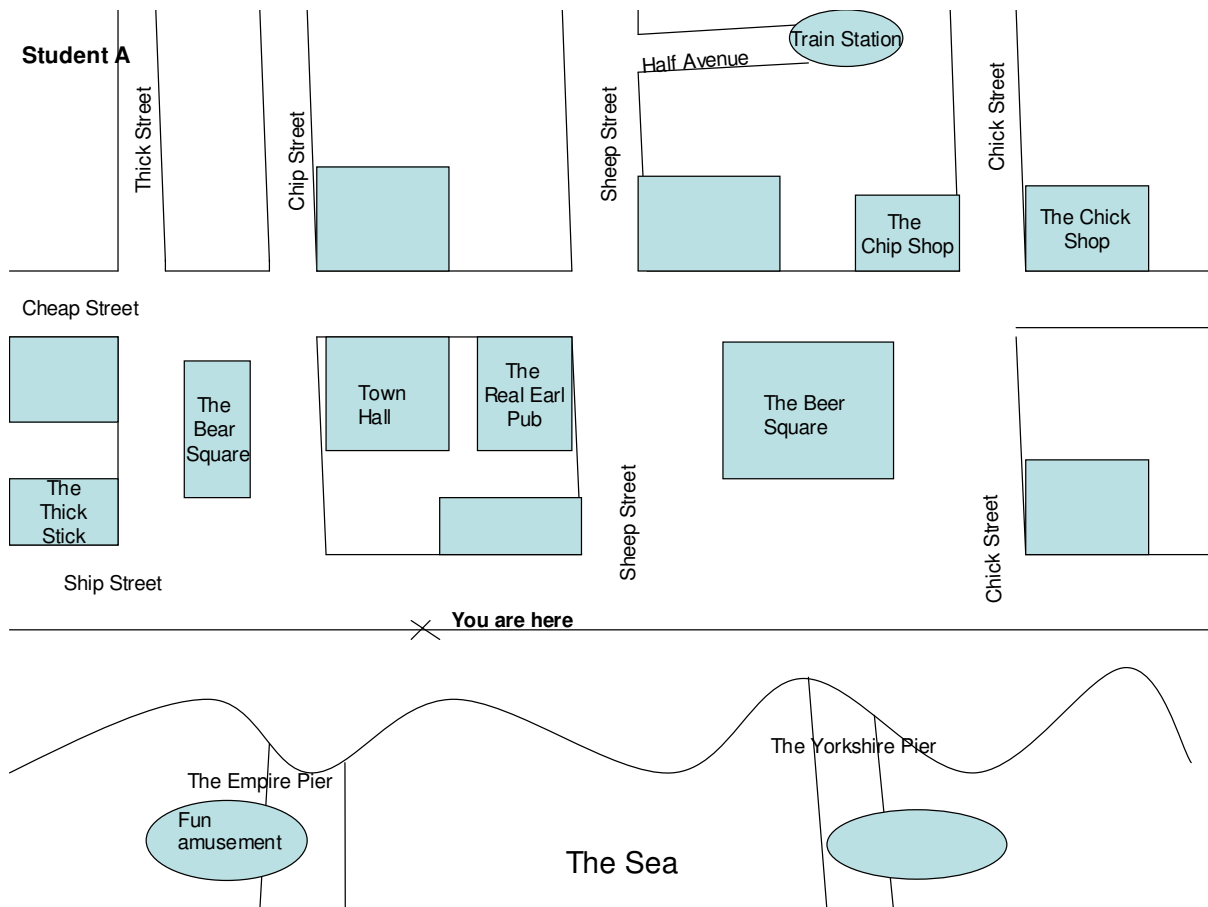 Student A
Train Station
Half Avenue
Thick Street
Chip Street
Sheep Street
Chick Street
The
Chip Shop
The Chick
Shop
Cheap Street
The
Bear
Square
Town
Hall
The
Real Earl
Pub
The Beer
Square
The
Thick
Stick
Sheep Street
Chick Street
Ship Street
You are here
The Yorkshire Pier
The Empire Pier
Fun
amusement
The Sea